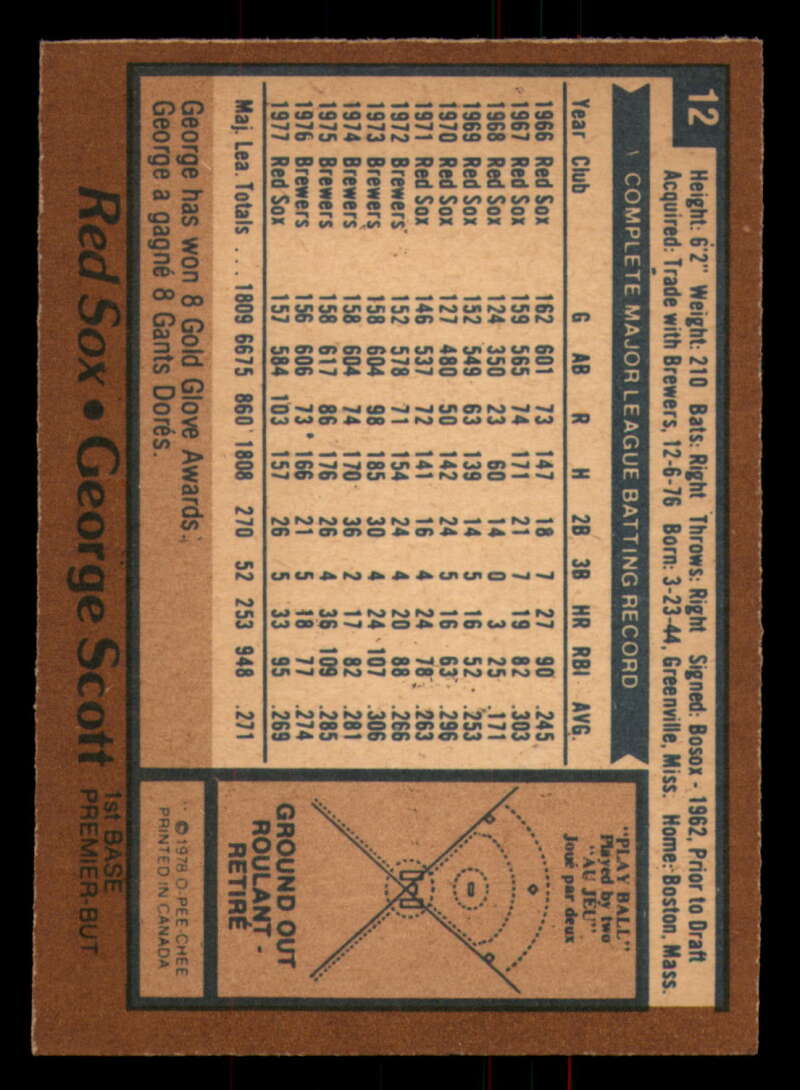 12
Height: 6'2" Weight: 210 Bats: Right Throws: Right Signed: Bosox - 1962, Prior to Draft
Acquired: Trade with Brewers, 12-6-76 Born: 3-23-44, Greenville, Miss. Home: Boston, Mass.
COMPLETE MAJOR LEAGUE BATTING RECORD
Year Club G AB R H 2B 3B HR RBI AVG.
1966 Red Sox 162 601 73 147 18 7 27 90 .245
1967 Red Sox 159 565 74 171 21 7 19 82 .303
1968 Red Sox 124 350 23 60 14 0 3 25 .171
1969 Red Sox 152 549 63 139 14 5 16 52 .253
1970 Red Sox 127 480 50 142 24 5 16 63 .296
1971 Red Sox 146 537 72 141 16 4 24 78 .263
1972 Brewers 152 578 71 154 24 4 20 88 .266
1973 Brewers 158 604 98 185 30 4 24 107 .306
1974 Brewers 158 604 74 170 36 2 17 82 .281
1975 Brewers 158 617 86 176 26 4 36 109 .285
1976 Brewers 156 606 73 166 21 5 18 77 .274
1977 Red Sox 157 584 103 157 26 5 33 95 .269
Maj. Lea. Totals . . . 1809 6675 860 1808 270 52 253 948 .271
George has won 8 Gold Glove Awards.
George a gagné 8 Gants Dorés.
"PLAY BALL"
Played by two
"AU JEU"
Joué par deux
GROUND OUT
ROULANT -
RETIRÉ
© 1978 O-PEE-CHEE
PRINTED IN CANADA
Red Sox • George Scott
1st BASE
PREMIER-BUT